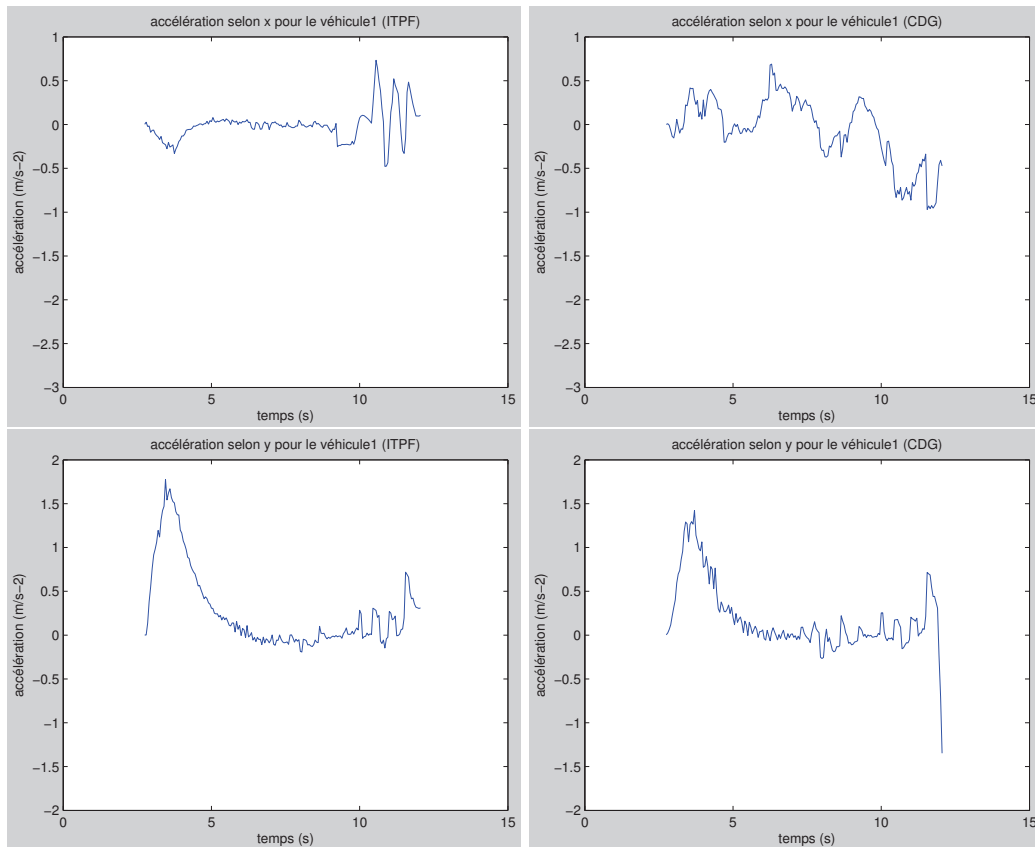 accélération selon x pour le véhicule1 (ITPF)
1
0.5
0
−0.5
−1
−1.5
−2
−2.5
−3
accélération (m/s−2)
0 5 10 15
temps (s)
accélération selon x pour le véhicule1 (CDG)
1
0.5
0
−0.5
−1
−1.5
−2
−2.5
−3
accélération (m/s−2)
0 5 10 15
temps (s)
accélération selon y pour le véhicule1 (ITPF)
2
1.5
1
0.5
0
−0.5
−1
−1.5
−2
accélération (m/s−2)
0 5 10 15
temps (s)
accélération selon y pour le véhicule1 (CDG)
2
1.5
1
0.5
0
−0.5
−1
−1.5
−2
accélération (m/s−2)
0 5 10 15
temps (s)